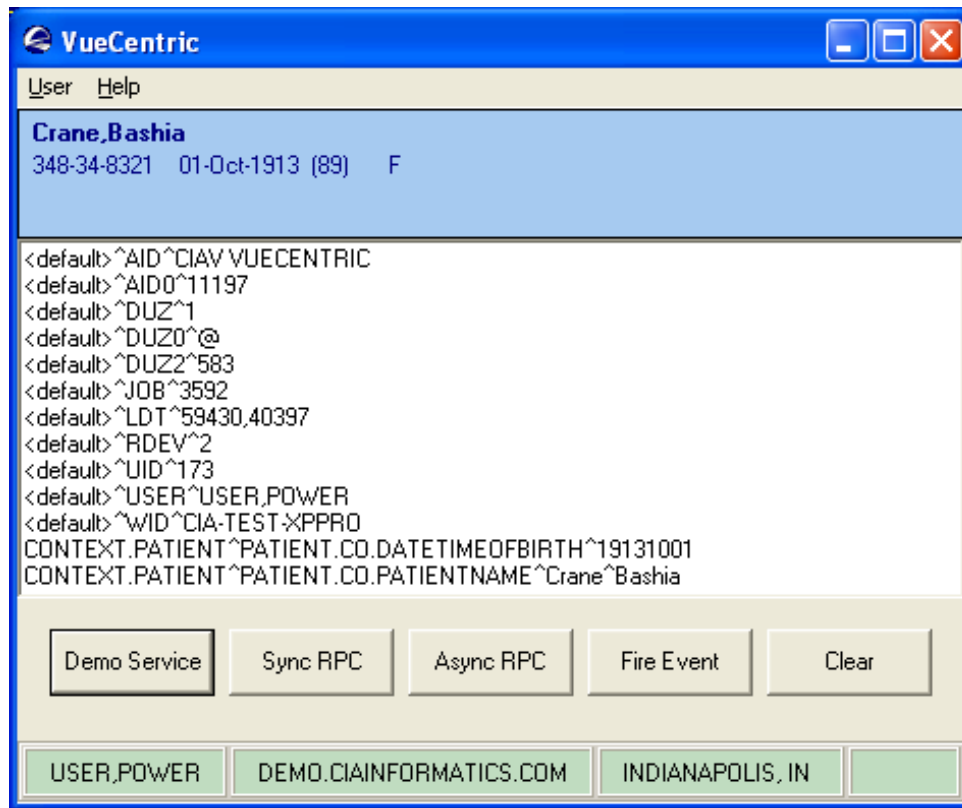 VueCentric
User Help
Crane,Bashia
348-34-8321 01-Oct-1913 (89) F
<default>^AID^CIAV VUECENTRIC
<default>^AID0^11197
<default>^DUZ^1
<default>^DUZ0^@
<default>^DUZ2^583
<default>^JOB^3592
<default>^LDT^59430,40397
<default>^RDEV^2
<default>^UID^173
<default>^USER^USER,POWER
<default>^WID^CIA-TEST-XPPRO
CONTEXT.PATIENT^PATIENT.CO.DATETIMEOFBIRTH^19131001
CONTEXT.PATIENT^PATIENT.CO.PATIENTNAME^Crane^Bashia
Demo Service Sync RPC Async RPC Fire Event Clear
USER,POWER DEMO.CIAINFORMATICS.COM INDIANAPOLIS, IN